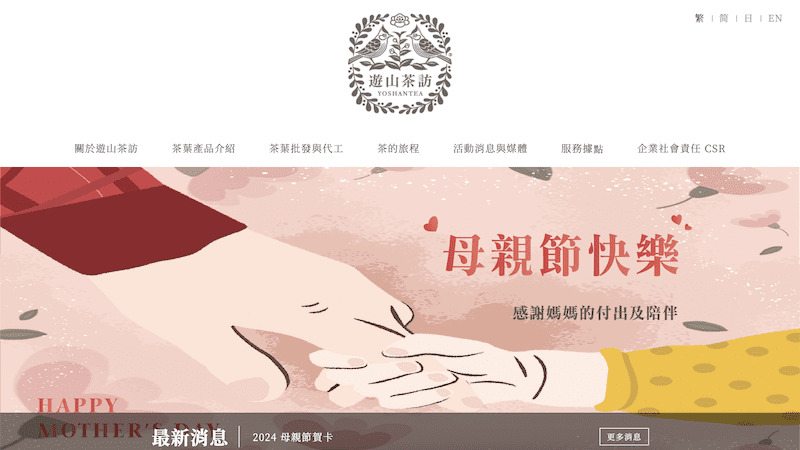 繁 | 简 | 日 | EN
遊山茶訪
YOSHANTEA
關於遊山茶訪 茶葉產品介紹 茶葉批發與代工 茶的旅程 活動消息與媒體 服務據點 企業社會責任 CSR
母親節快樂
感謝媽媽的付出及陪伴
HAPPY
MOTHER'S DAY
最新消息 | 2024 母親節賀卡 更多消息